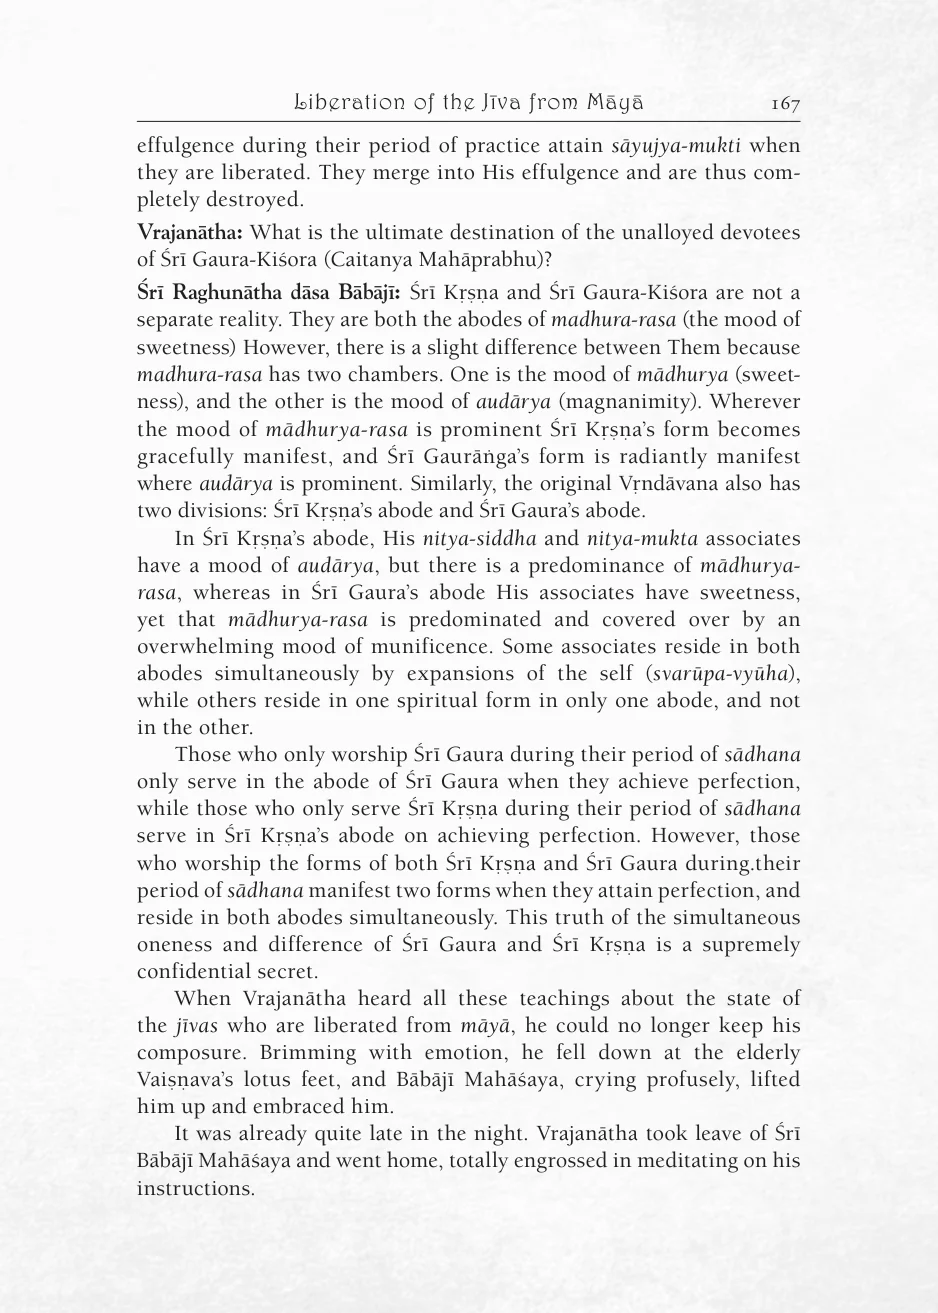 Liberation of the Jīva from Māyā 167
effulgence during their period of practice attain sāyujya-mukti when
they are liberated. They merge into His effulgence and are thus com-
pletely destroyed.
Vrajanātha: What is the ultimate destination of the unalloyed devotees
of Śrī Gaura-Kiśora (Caitanya Mahāprabhu)?
Śrī Raghunātha dāsa Bābājī: Śrī Kṛṣṇa and Śrī Gaura-Kiśora are not a
separate reality. They are both the abodes of madhura-rasa (the mood of
sweetness) However, there is a slight difference between Them because
madhura-rasa has two chambers. One is the mood of mādhurya (sweet-
ness), and the other is the mood of audārya (magnanimity). Wherever
the mood of mādhurya-rasa is prominent Śrī Kṛṣṇa’s form becomes
gracefully manifest, and Śrī Gaurāṅga’s form is radiantly manifest
where audārya is prominent. Similarly, the original Vṛndāvana also has
two divisions: Śrī Kṛṣṇa’s abode and Śrī Gaura’s abode.
In Śrī Kṛṣṇa’s abode, His nitya-siddha and nitya-mukta associates
have a mood of audārya, but there is a predominance of mādhurya-
rasa, whereas in Śrī Gaura’s abode His associates have sweetness,
yet that mādhurya-rasa is predominated and covered over by an
overwhelming mood of munificence. Some associates reside in both
abodes simultaneously by expansions of the self (svarūpa-vyūha),
while others reside in one spiritual form in only one abode, and not
in the other.
Those who only worship Śrī Gaura during their period of sādhana
only serve in the abode of Śrī Gaura when they achieve perfection,
while those who only serve Śrī Kṛṣṇa during their period of sādhana
serve in Śrī Kṛṣṇa’s abode on achieving perfection. However, those
who worship the forms of both Śrī Kṛṣṇa and Śrī Gaura during.their
period of sādhana manifest two forms when they attain perfection, and
reside in both abodes simultaneously. This truth of the simultaneous
oneness and difference of Śrī Gaura and Śrī Kṛṣṇa is a supremely
confidential secret.
When Vrajanātha heard all these teachings about the state of
the jīvas who are liberated from māyā, he could no longer keep his
composure. Brimming with emotion, he fell down at the elderly
Vaiṣṇava’s lotus feet, and Bābājī Mahāśaya, crying profusely, lifted
him up and embraced him.
It was already quite late in the night. Vrajanātha took leave of Śrī
Bābājī Mahāśaya and went home, totally engrossed in meditating on his
instructions.